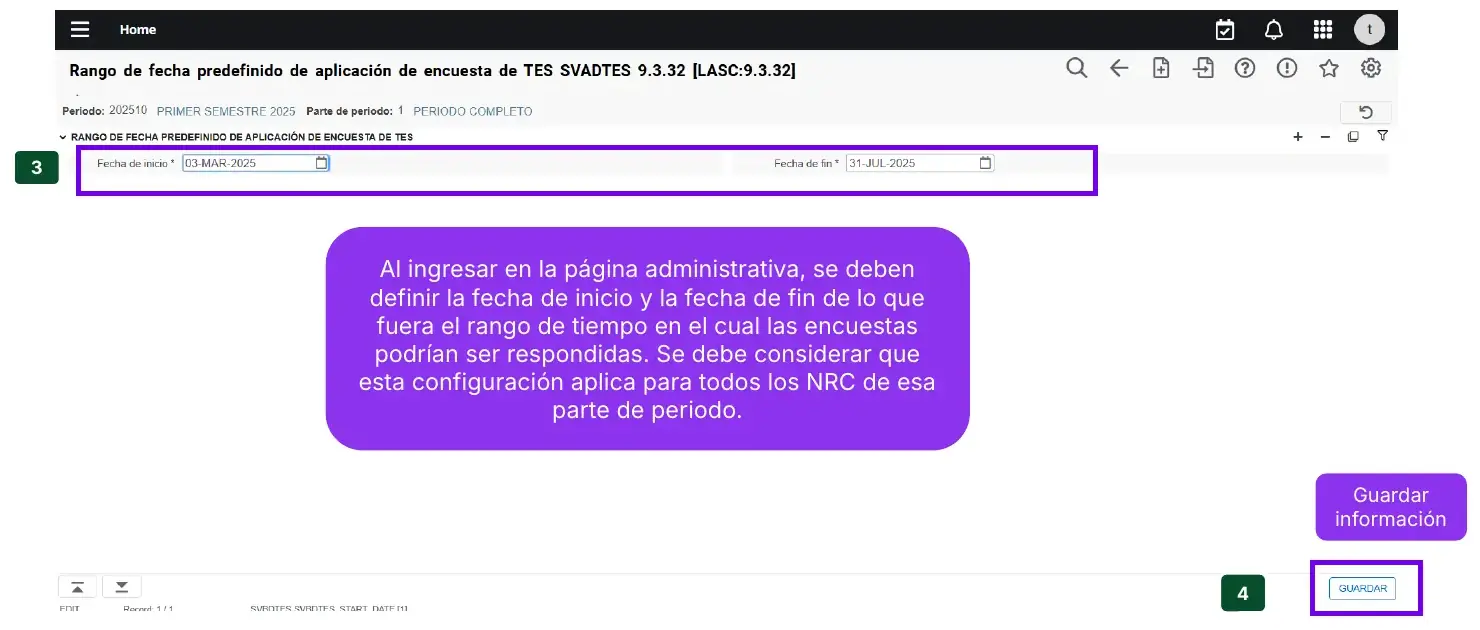 Home
t
Rango de fecha predefinido de aplicación de encuesta de TES SVADTES 9.3.32 [LASC:9.3.32]
Periodo: 202510 PRIMER SEMESTRE 2025 Parte de periodo: 1 PERIODO COMPLETO
RANGO DE FECHA PREDEFINIDO DE APLICACIÓN DE ENCUESTA DE TES
3
Fecha de inicio * 03-MAR-2025 Fecha de fin * 31-JUL-2025
Al ingresar en la página administrativa, se deben
definir la fecha de inicio y la fecha de fin de lo que
fuera el rango de tiempo en el cual las encuestas
podrían ser respondidas. Se debe considerar que
esta configuración aplica para todos los NRC de esa
parte de periodo.
Guardar
información
4
GUARDAR
EDIT Record: 1 / 1 SVBDTES.SVBDTES_START_DATE [1]